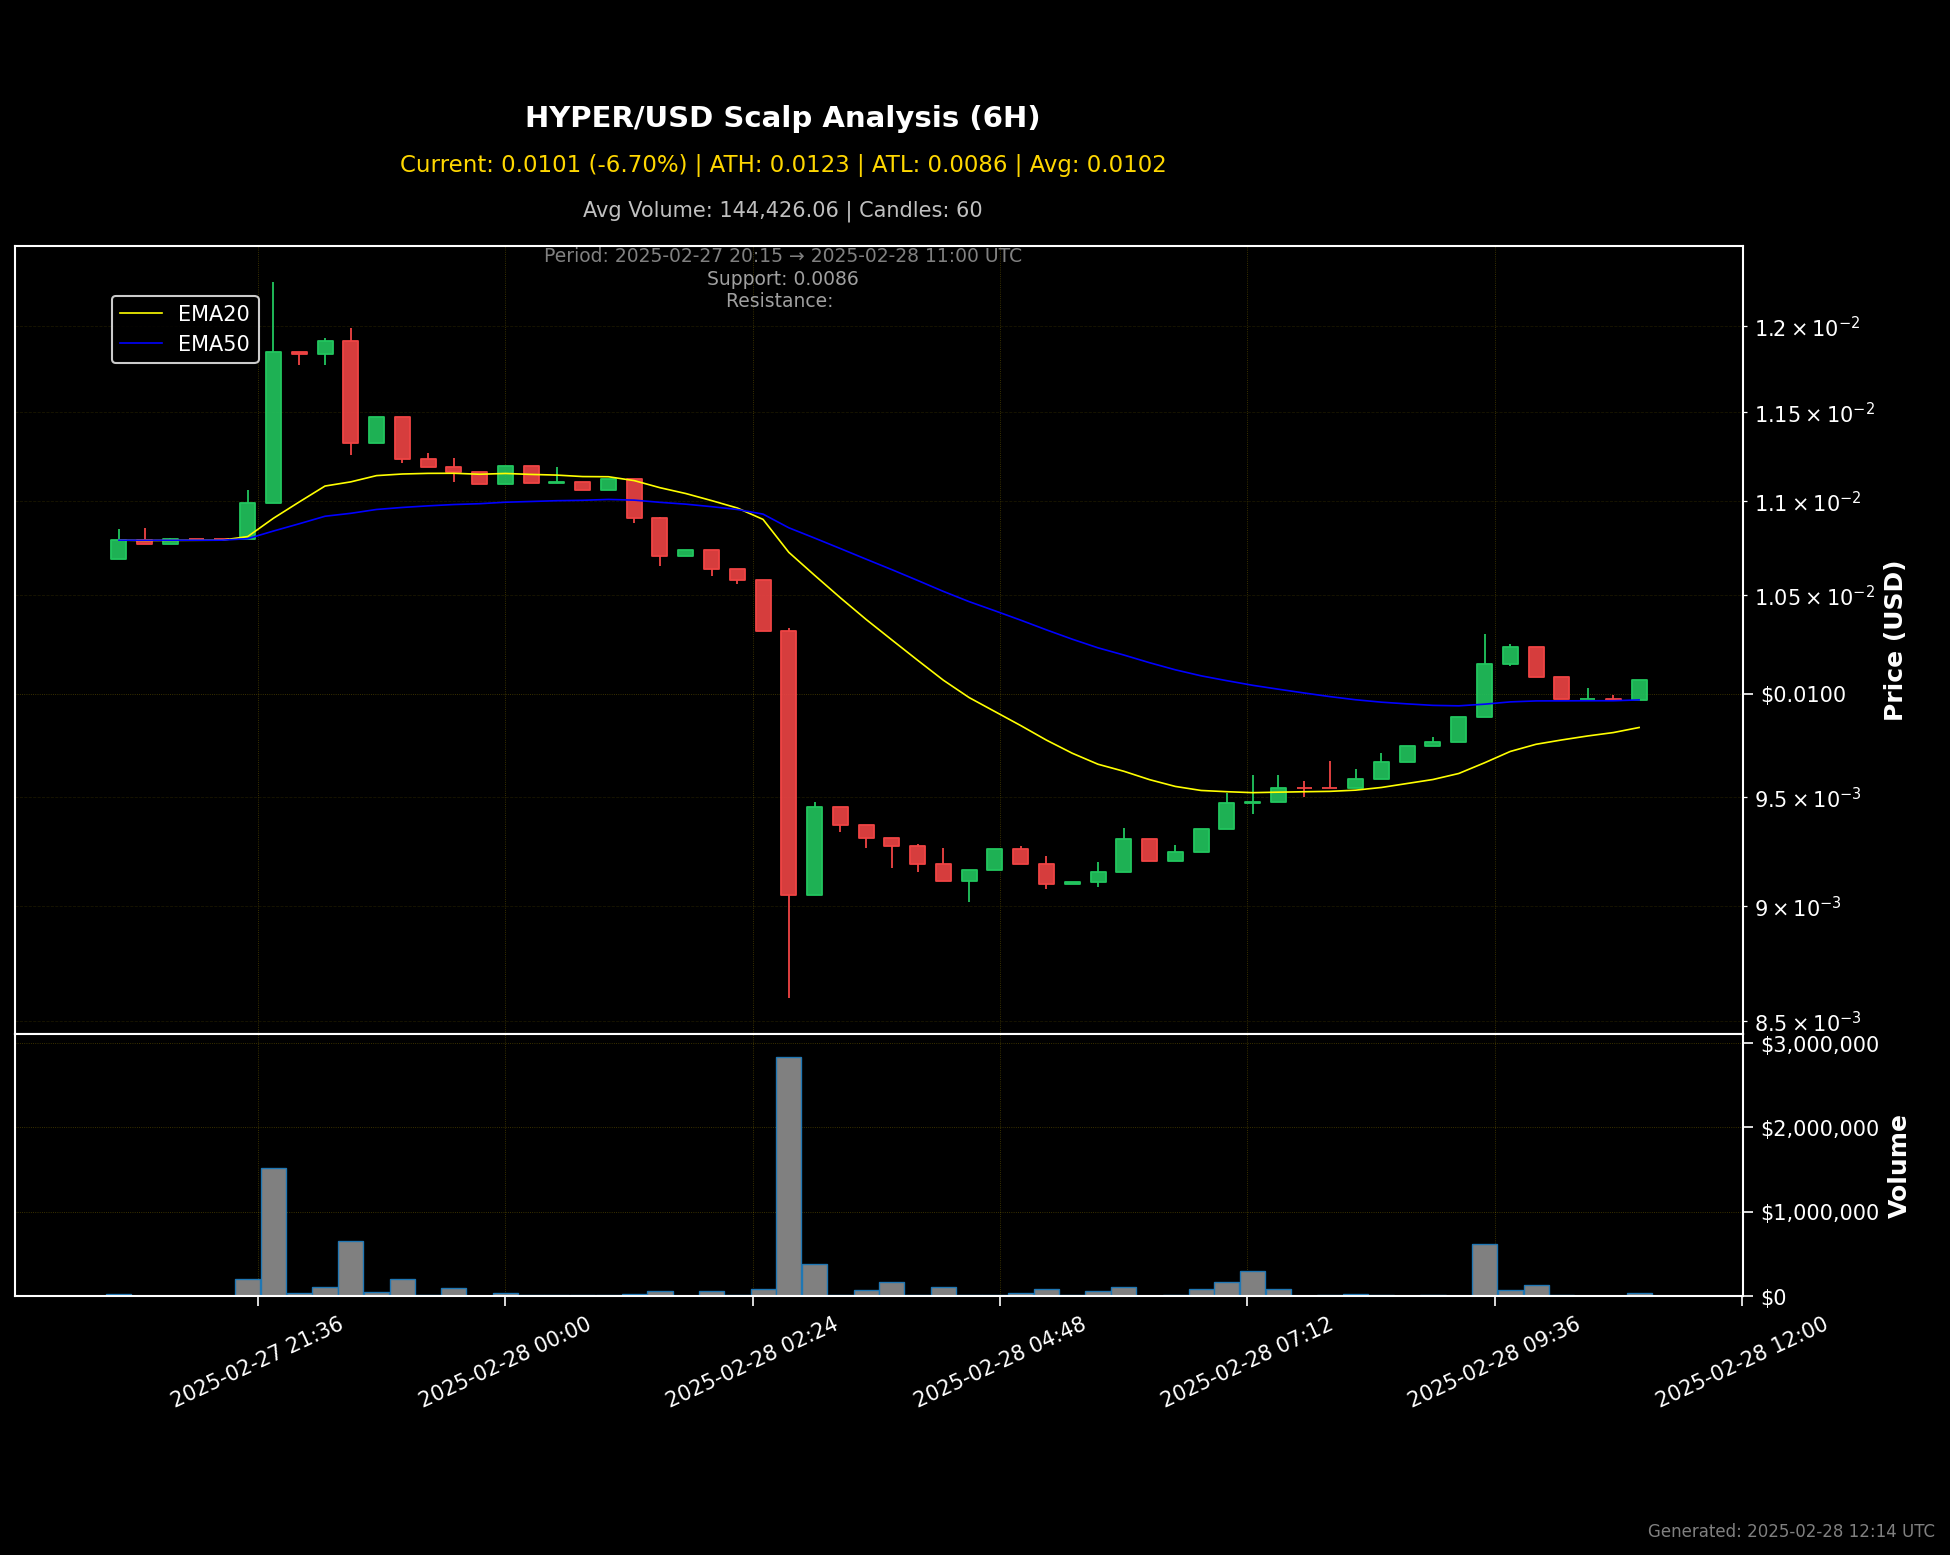 HYPER/USD Scalp Analysis (6H)
Current: 0.0101 (-6.70%) | ATH: 0.0123 | ATL: 0.0086 | Avg: 0.0102
Avg Volume: 144,426.06 | Candles: 60
Period: 2025-02-27 20:15 → 2025-02-28 11:00 UTC
Support: 0.0086
Resistance:
EMA20
EMA50
1.2 × 10⁻²
1.15 × 10⁻²
1.1 × 10⁻²
1.05 × 10⁻²
$0.0100
9.5 × 10⁻³
9 × 10⁻³
8.5 × 10⁻³
Price (USD)
$3,000,000
$2,000,000
$1,000,000
$0
Volume
2025-02-27 21:36
2025-02-28 00:00
2025-02-28 02:24
2025-02-28 04:48
2025-02-28 07:12
2025-02-28 09:36
2025-02-28 12:00
Generated: 2025-02-28 12:14 UTC